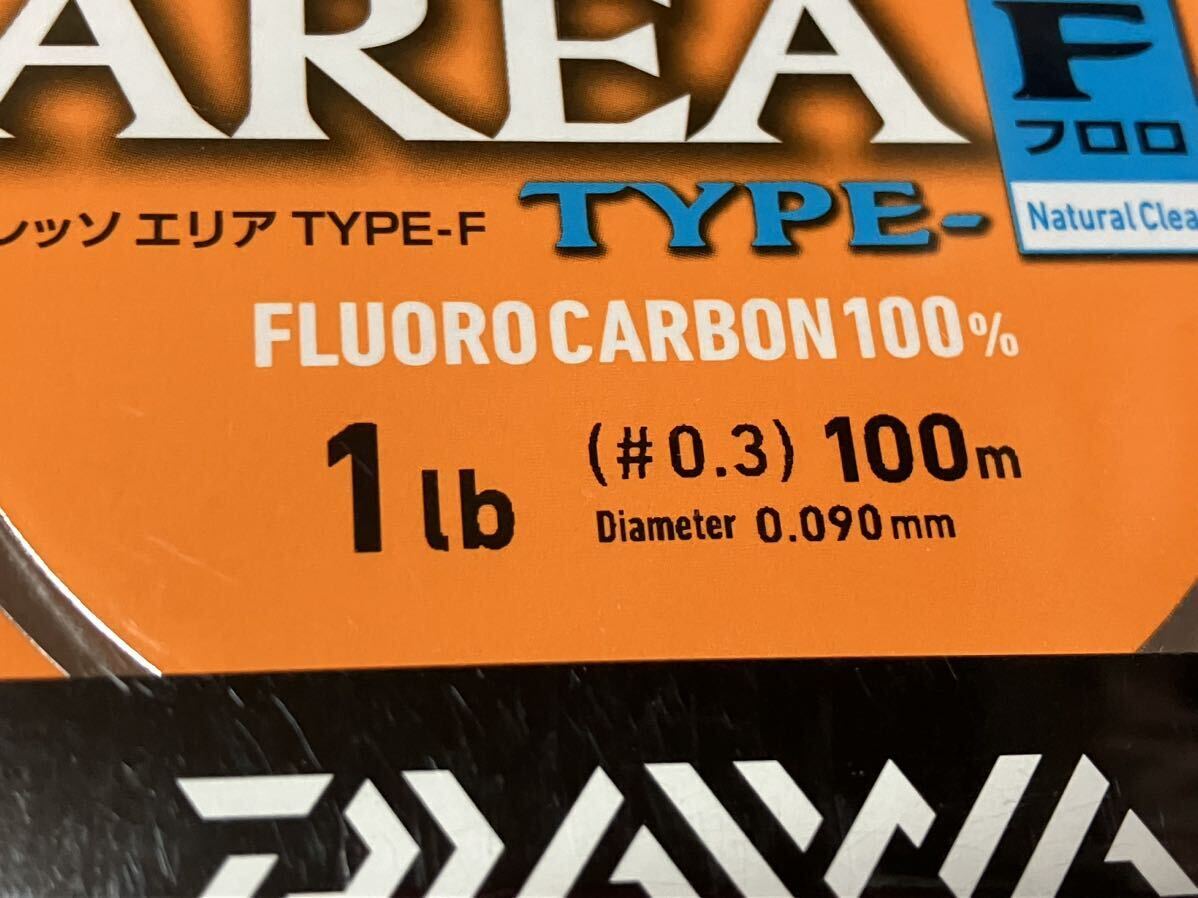 AREA
F
フロロ
Natural Clea
レッソ エリア TYPE-F
TYPE-
FLUORO CARBON 100%
1 lb (#0.3) 100m
Diameter 0.090mm
DAIWA